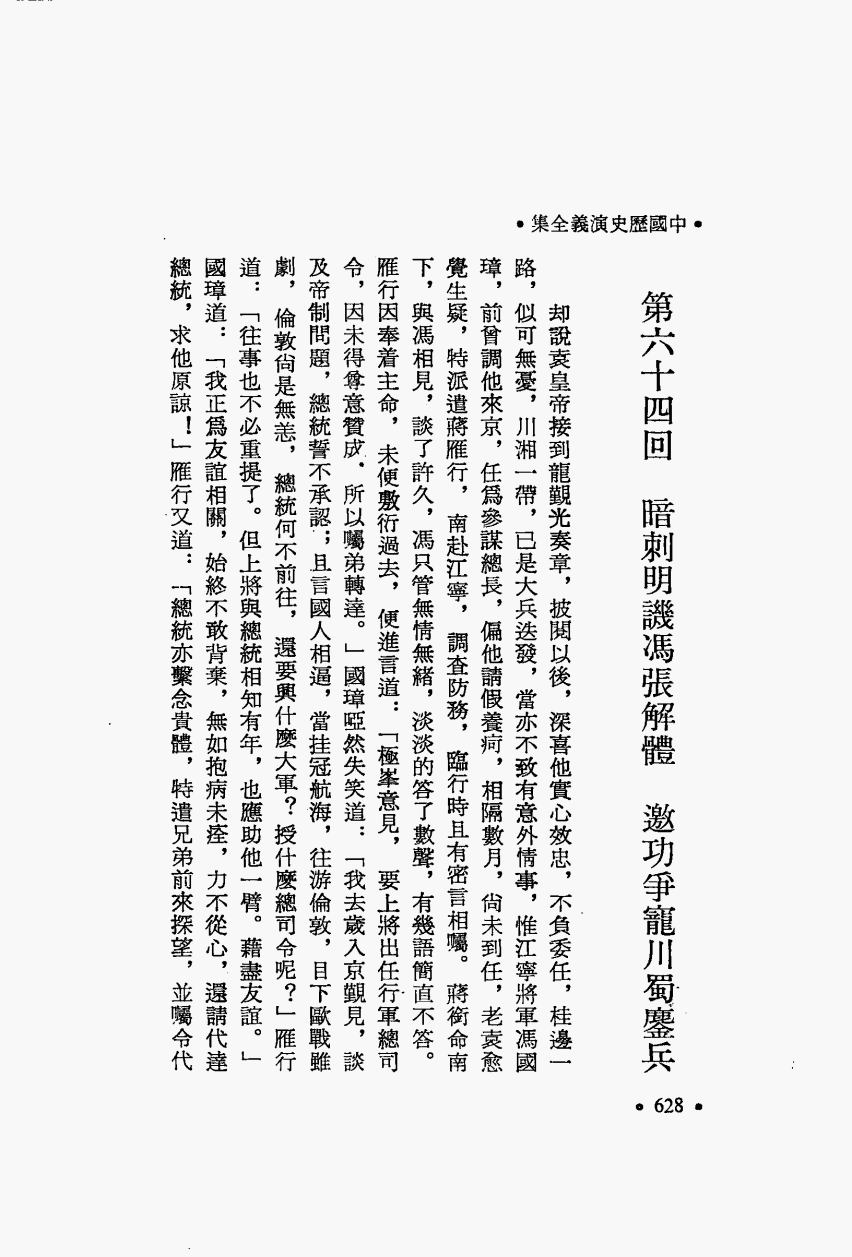 •中國歷史演義全集•
第六十四回　暗刺明譏馮張解體　邀功爭寵川蜀鏖兵
却說袁皇帝接到龍覲光奏章，披閱以後，深喜他實心效忠，不負委任，桂邊一
路，似可無憂，川湘一帶，已是大兵迭發，當亦不致有意外情事，惟江寧將軍馮國
璋，前曾調他來京，任爲參謀總長，偏他請假養疴，相隔數月，尙未到任，老袁愈
覺生疑，特派遣蔣雁行，南赴江寧，調査防務，臨行時且有密言相囑。蔣銜命南
下，與馮相見，談了許久，馮只管無情無緒，淡淡的答了數聲，有幾語簡直不答。
雁行因奉着主命，未便敷衍過去，便進言道：「極峯意見，要上將出任行軍總司
令，因未得尊意贊成．所以囑弟轉達。」國璋啞然失笑道：「我去歲入京覲見，談
及帝制問題，總統誓不承認；且言國人相逼，當挂冠航海，往游倫敦，目下歐戰雖
劇，倫敦尙是無恙，總統何不前往，還要興什麽大軍？授什麽總司令呢？」雁行
道：「往事也不必重提了。但上將與總統相知有年，也應助他一臂。藉盡友誼。」
國璋道：「我正爲友誼相關，始終不敢背棄，無如抱病未痊，力不從心，還請代達
總統，求他原諒！」雁行又道：「總統亦繫念貴體，特遣兄弟前來探望，並囑令代
• 628 •